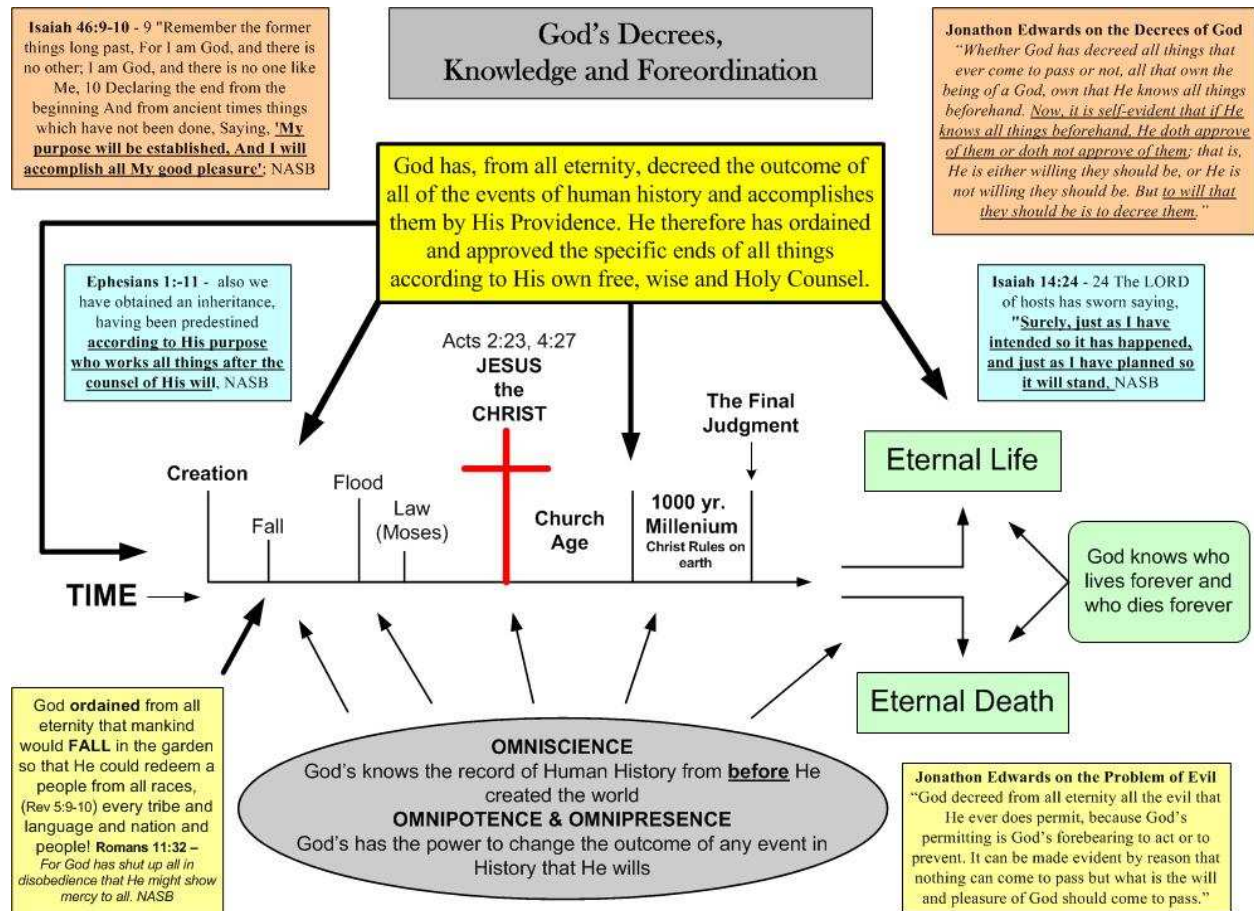 Isaiah 46:9-10 - 9 "Remember the former
things long past, For I am God, and there is
no other; I am God, and there is no one like
Me, 10 Declaring the end from the
beginning And from ancient times things
which have not been done, Saying, 'My
purpose will be established, And I will
accomplish all My good pleasure'; NASB
God's Decrees,
Knowledge and Foreordination
Jonathon Edwards on the Decrees of God
"Whether God has decreed all things that
ever come to pass or not, all that own the
being of a God, own that He knows all things
beforehand. Now, it is self-evident that if He
knows all things beforehand, He doth approve
of them or doth not approve of them; that is,
He is either willing they should be, or He is
not willing they should be. But to will that
they should be is to decree them."
God has, from all eternity, decreed the outcome
of all of the events of human history and accomplishes
them by His Providence. He therefore has ordained
and approved the specific ends of all things
according to His own free, wise and Holy Counsel.
Ephesians 1:-11 - also we
have obtained an inheritance,
having been predestined
according to His purpose
who works all things after the
counsel of His will, NASB
Isaiah 14:24 - 24 The LORD
of hosts has sworn saying,
"Surely, just as I have
intended so it has happened,
and just as I have planned so
it will stand, NASB
Acts 2:23, 4:27
JESUS
the
CHRIST
The Final
Judgment
Creation
Fall
Flood
Law
(Moses)
Church
Age
1000 yr.
Millenium
Christ Rules on
earth
TIME
Eternal Life
God knows who
lives forever and
who dies forever
Eternal Death
God ordained from all
eternity that mankind
would FALL in the garden
so that He could redeem a
people from all races,
(Rev 5:9-10) every tribe and
language and nation and
people! Romans 11:32 –
For God has shut up all in
disobedience that He might show
mercy to all. NASB
OMNISCIENCE
God's knows the record of Human History from before He
created the world
OMNIPOTENCE & OMNIPRESENCE
God's has the power to change the outcome of any event in
History that He wills
Jonathon Edwards on the Problem of Evil
"God decreed from all eternity all the evil that
He ever does permit, because God's
permitting is God's forebearing to act or to
prevent. It can be made evident by reason that
nothing can come to pass but what is the will
and pleasure of God should come to pass."